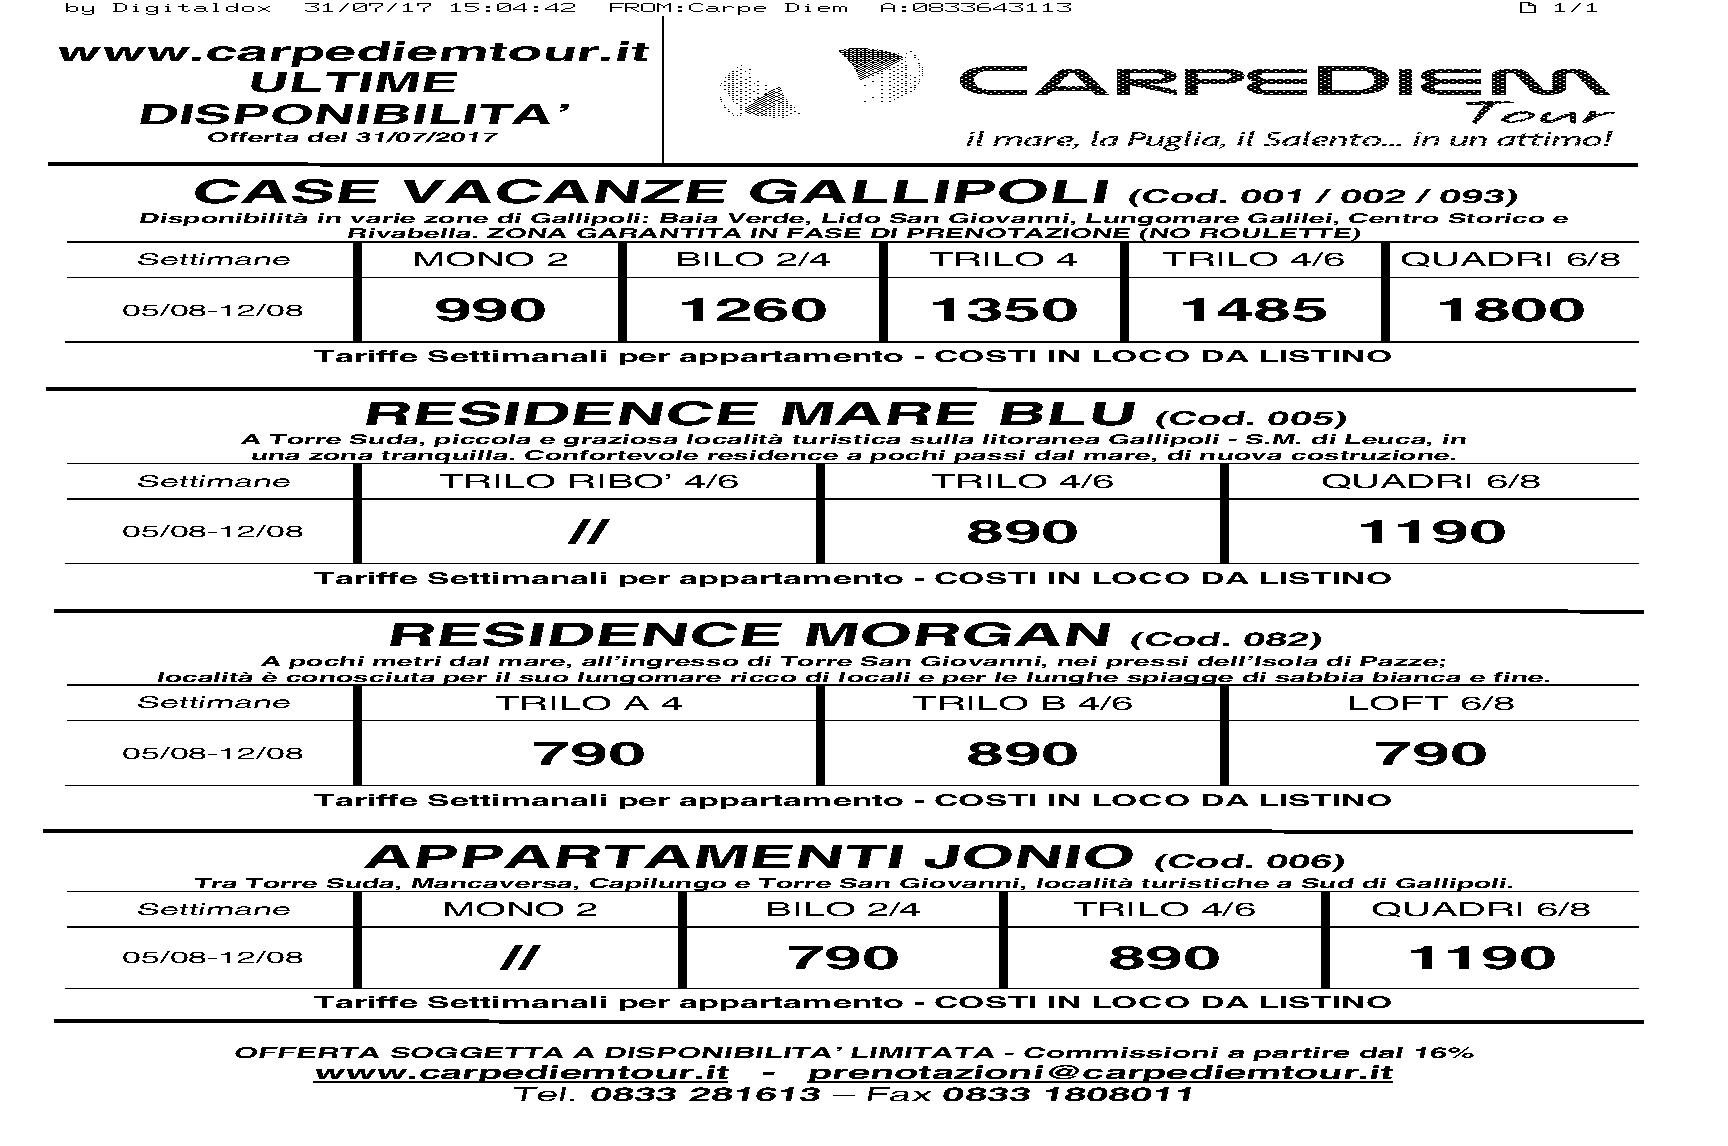 by Digitaldox 31/07/17 15:04:42 FROM:Carpe Diem A:0833643113 1/1
www.carpediemtour.it
ULTIME
DISPONIBILITA’
Offerta del 31/07/2017
CARPEDIEM
Tour
il mare, la Puglia, il Salento... in un attimo!
CASE VACANZE GALLIPOLI (Cod. 001 / 002 / 093)
Disponibilità in varie zone di Gallipoli: Baia Verde, Lido San Giovanni, Lungomare Galilei, Centro Storico e
Rivabella. ZONA GARANTITA IN FASE DI PRENOTAZIONE (NO ROULETTE)
Settimane MONO 2 BILO 2/4 TRILO 4 TRILO 4/6 QUADRI 6/8
05/08-12/08 990 1260 1350 1485 1800
Tariffe Settimanali per appartamento - COSTI IN LOCO DA LISTINO
RESIDENCE MARE BLU (Cod. 005)
A Torre Suda, piccola e graziosa località turistica sulla litoranea Gallipoli - S.M. di Leuca, in
una zona tranquilla. Confortevole residence a pochi passi dal mare, di nuova costruzione.
Settimane TRILO RIBO’ 4/6 TRILO 4/6 QUADRI 6/8
05/08-12/08 // 890 1190
Tariffe Settimanali per appartamento - COSTI IN LOCO DA LISTINO
RESIDENCE MORGAN (Cod. 082)
A pochi metri dal mare, all’ingresso di Torre San Giovanni, nei pressi dell’Isola di Pazze;
località è conosciuta per il suo lungomare ricco di locali e per le lunghe spiagge di sabbia bianca e fine.
Settimane TRILO A 4 TRILO B 4/6 LOFT 6/8
05/08-12/08 790 890 790
Tariffe Settimanali per appartamento - COSTI IN LOCO DA LISTINO
APPARTAMENTI JONIO (Cod. 006)
Tra Torre Suda, Mancaversa, Capilungo e Torre San Giovanni, località turistiche a Sud di Gallipoli.
Settimane MONO 2 BILO 2/4 TRILO 4/6 QUADRI 6/8
05/08-12/08 // 790 890 1190
Tariffe Settimanali per appartamento - COSTI IN LOCO DA LISTINO
OFFERTA SOGGETTA A DISPONIBILITA’ LIMITATA - Commissioni a partire dal 16%
www.carpediemtour.it - prenotazioni@carpediemtour.it
Tel. 0833 281613 – Fax 0833 1808011